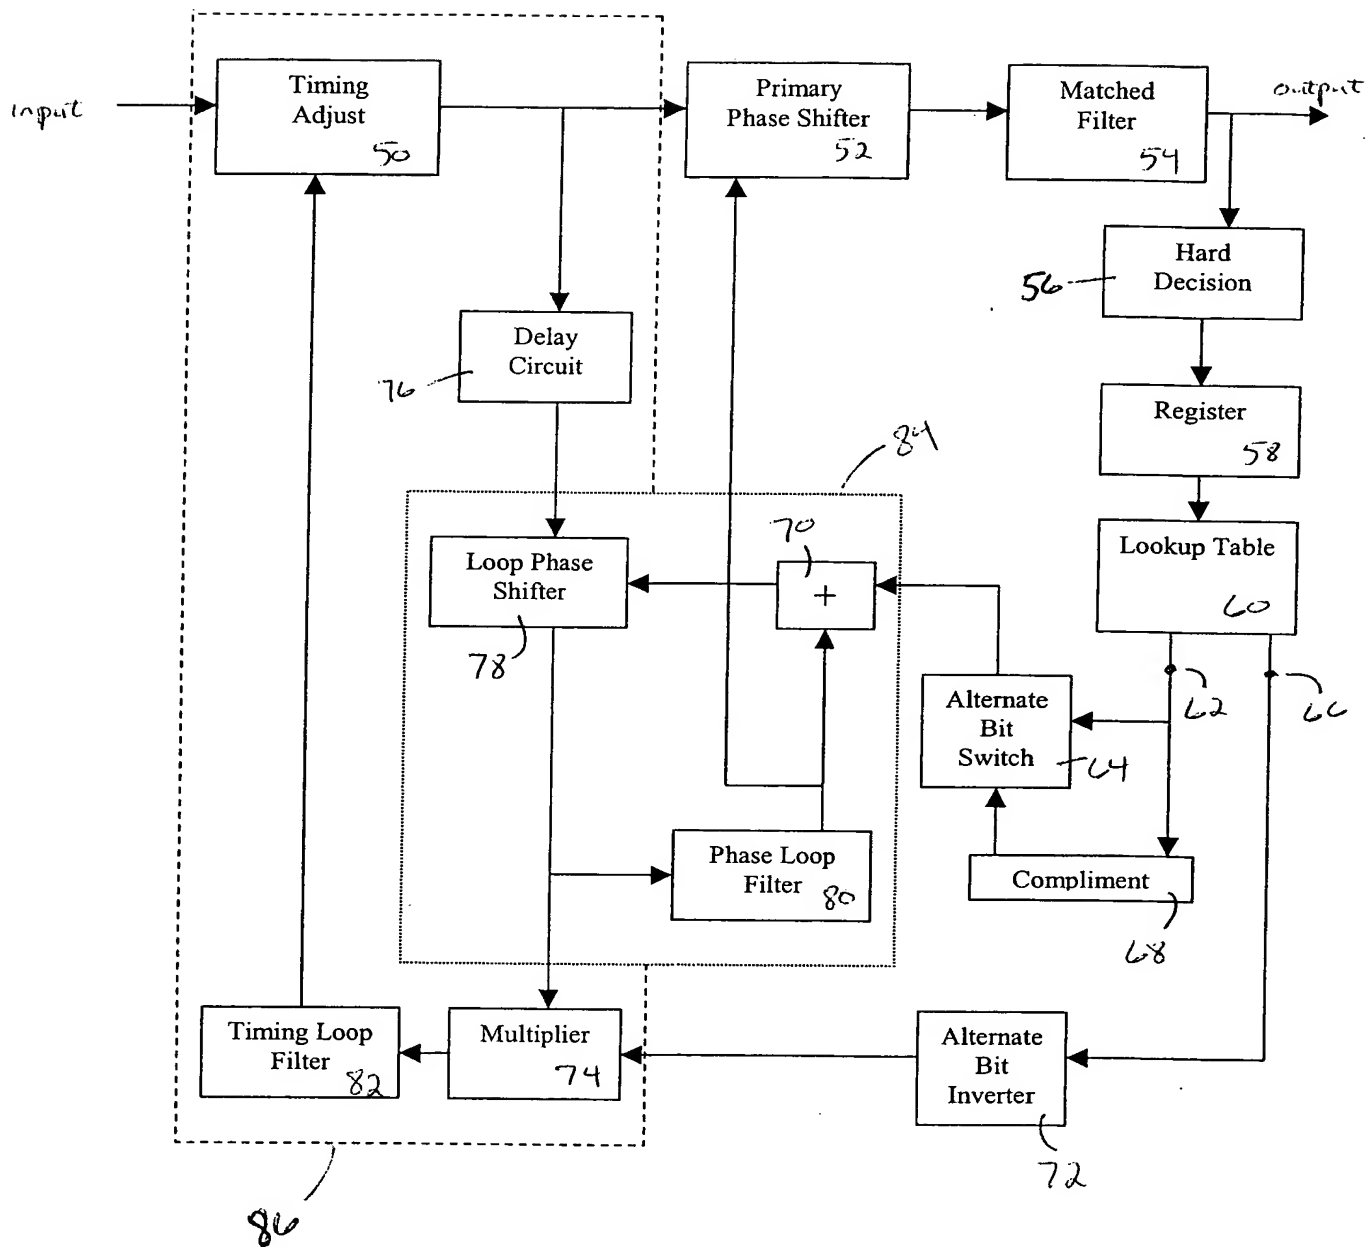 input
Timing
Adjust
50
Primary
Phase Shifter
52
Matched
Filter
54
output
Hard
Decision
56
Delay
Circuit
76
Register
58
84
Lookup Table
60
Loop Phase
Shifter
78
70
+
62
66
Alternate
Bit
Switch
64
Phase Loop
Filter
80
Compliment
68
Timing Loop
Filter
82
Multiplier
74
Alternate
Bit
Inverter
72
86